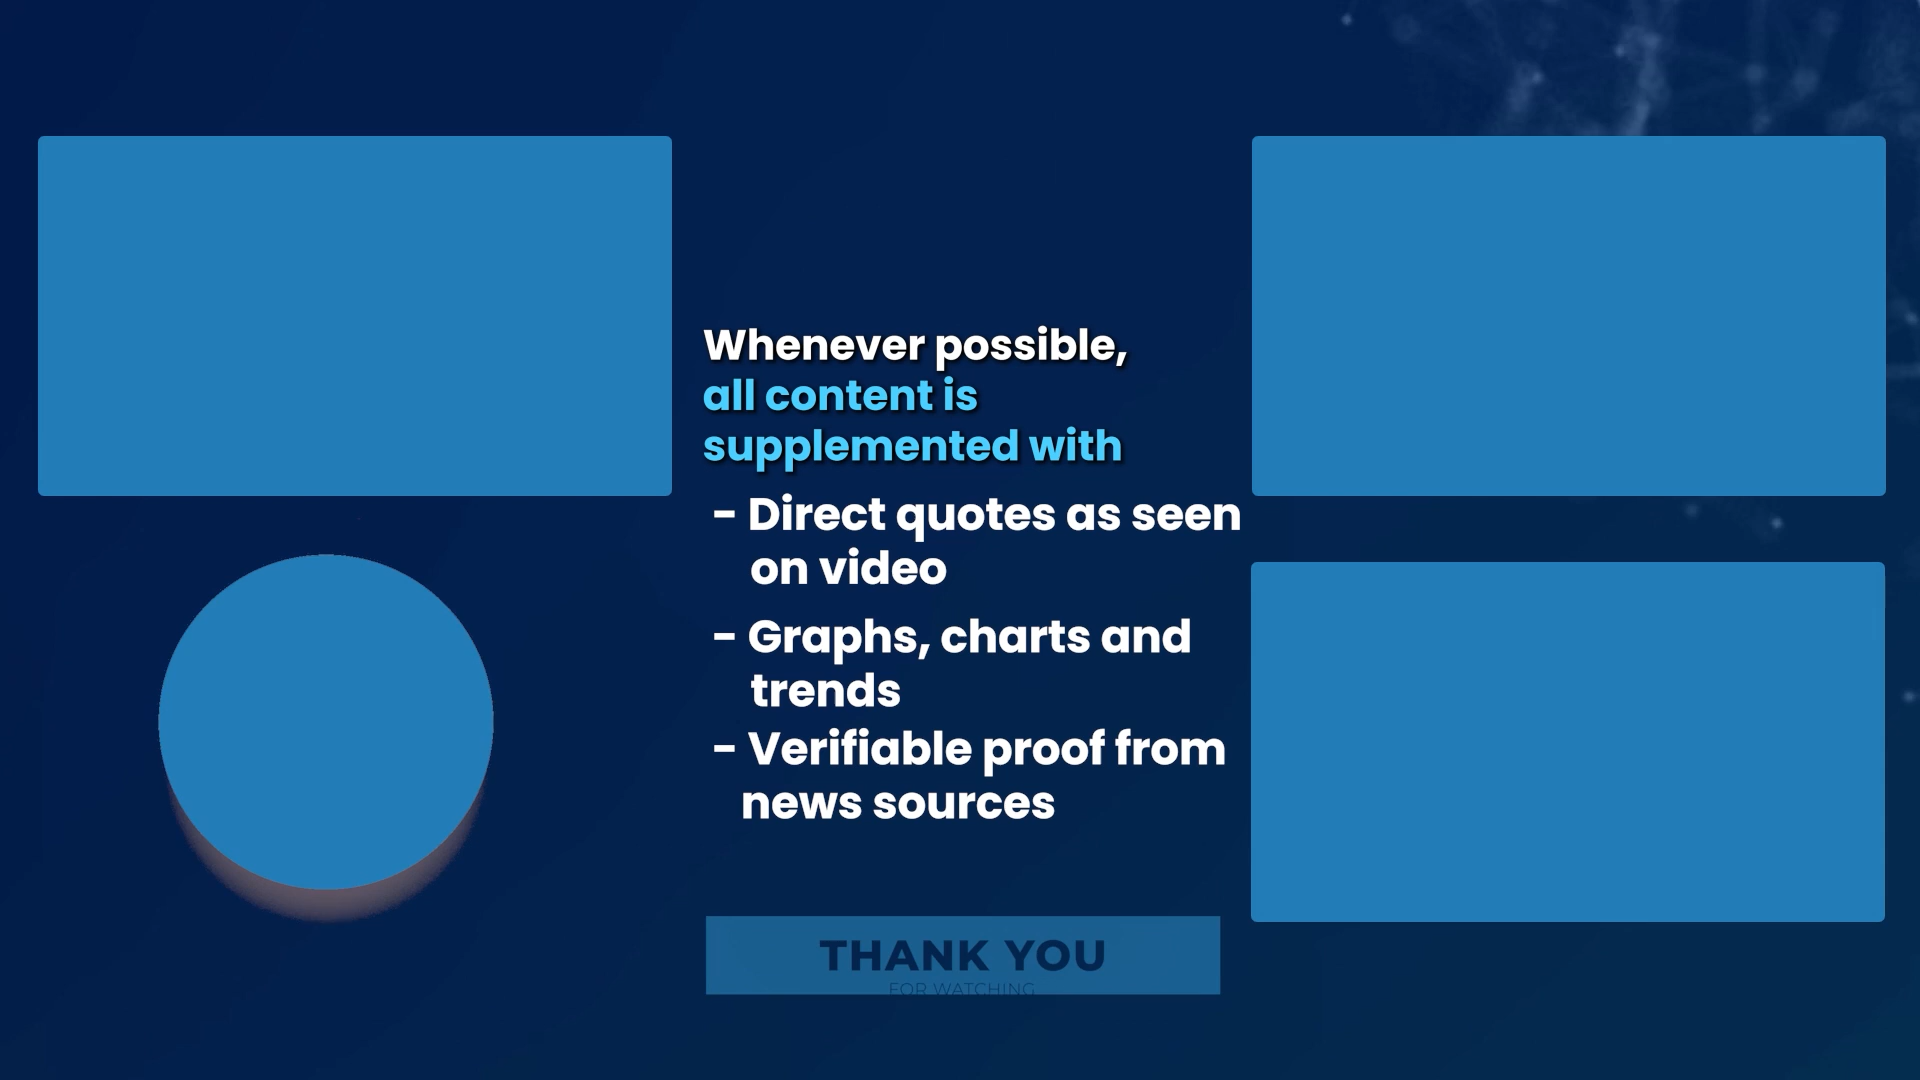 Whenever possible,
all content is
supplemented with
- Direct quotes as seen
on video
- Graphs, charts and
trends
- Verifiable proof from
news sources
THANK YOU
FOR WATCHING